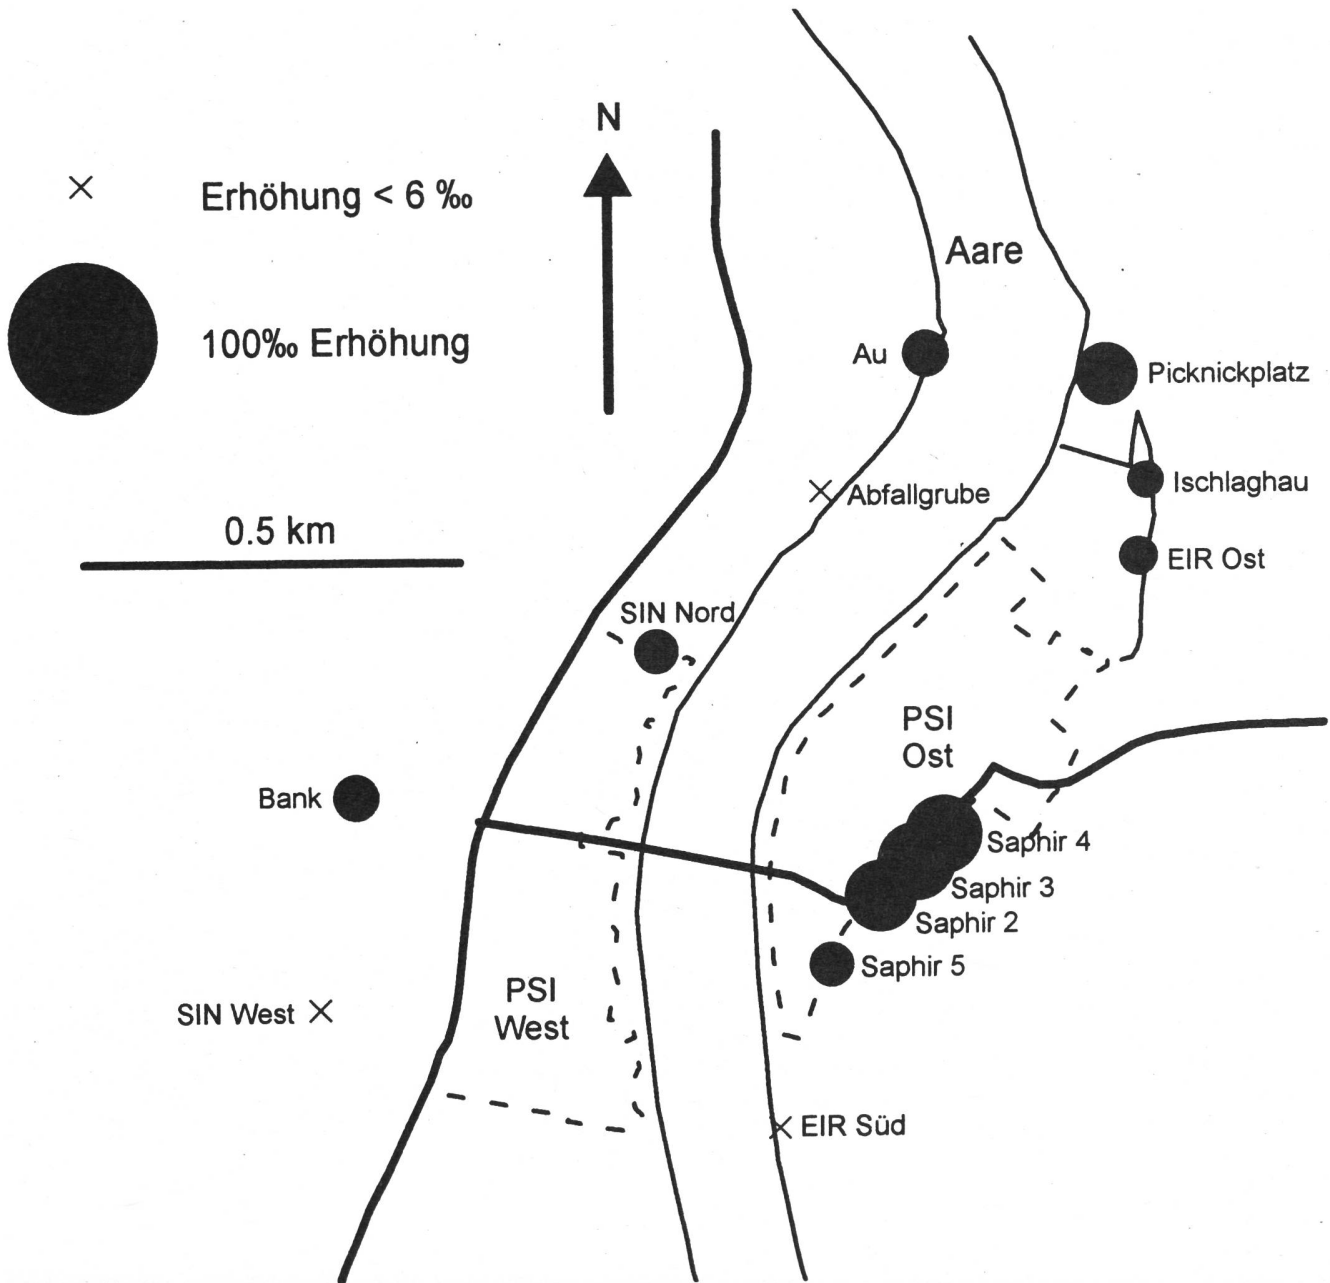 N
Erhöhung < 6 ‰
Aare
100‰ Erhöhung
Au
Picknickplatz
Ischlaghau
Abfallgrube
0.5 km
EIR Ost
SIN Nord
PSI
Ost
Bank
Saphir 4
Saphir 3
Saphir 2
Saphir 5
PSI
West
SIN West
EIR Süd